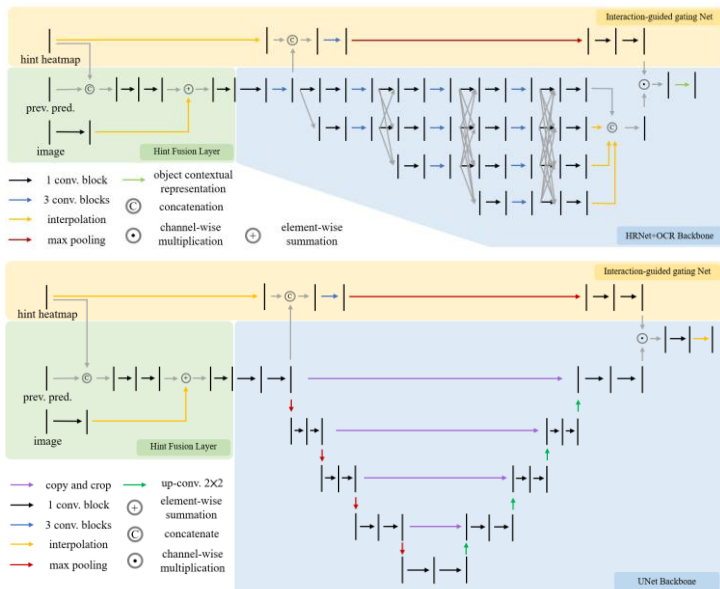 Interaction-guided gating Net
hint heatmap
C
prev. pred.
C
+
image
Hint Fusion Layer
C
HRNet+OCR Backbone
1 conv. block
object contextual
representation
3 conv. blocks
C
concatenation
interpolation
channel-wise
multiplication
+
element-wise
summation
max pooling
Interaction-guided gating Net
hint heatmap
C
prev. pred.
C
+
image
Hint Fusion Layer
copy and crop
up-conv. 2×2
1 conv. block
+
element-wise
summation
3 conv. blocks
C
concatenate
interpolation
channel-wise
multiplication
max pooling
UNet Backbone